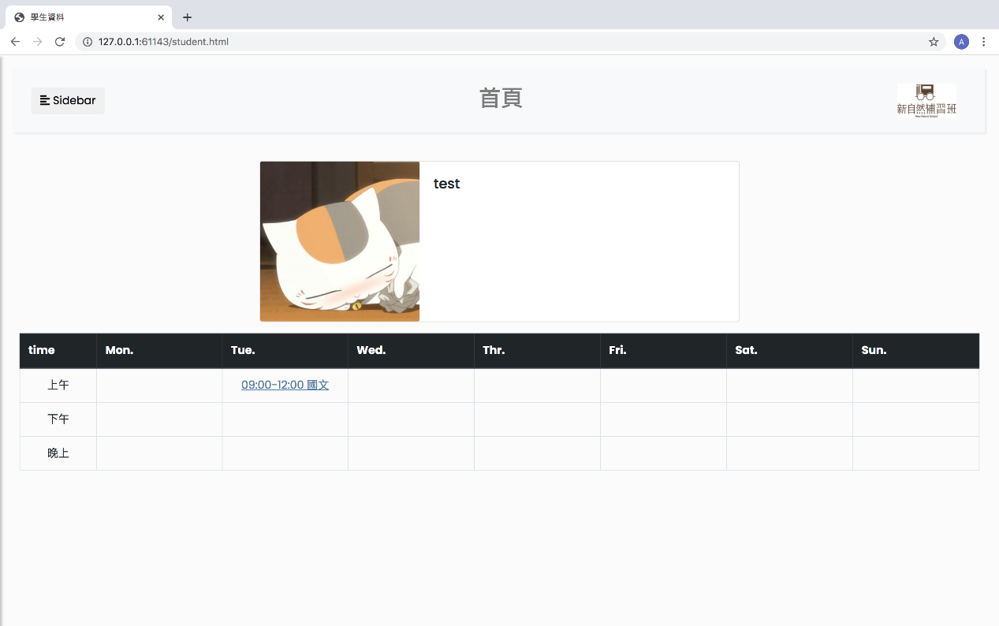 學生資料
127.0.0.1:61143/student.html
A
Sidebar
首頁
新自然補習班
test
time Mon. Tue. Wed. Thr. Fri. Sat. Sun.
上午 09:00-12:00 國文
下午
晚上